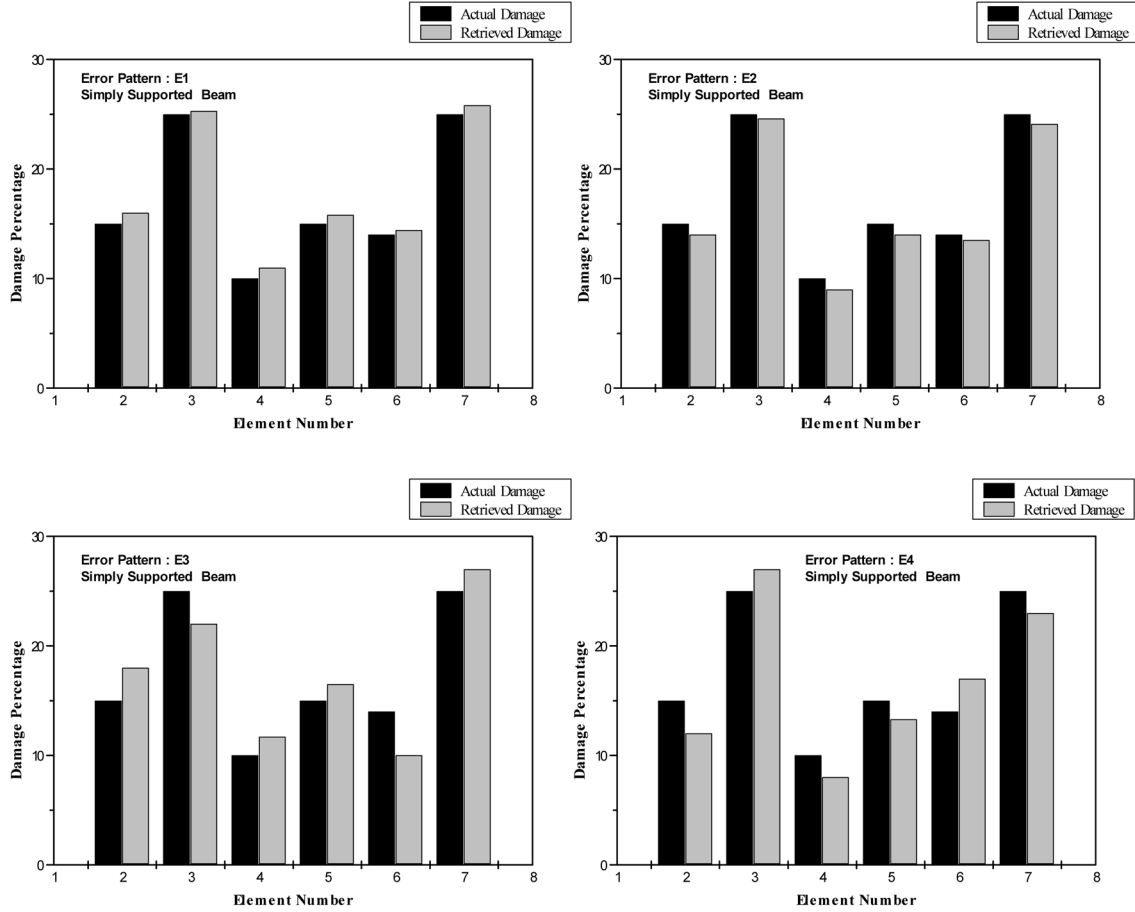 Actual Damage
Retrieved Damage
Error Pattern : E1
Simply Supported Beam
30
20
10
0
Damage Percentage
1 2 3 4 5 6 7 8
Element Number
Actual Damage
Retrieved Damage
Error Pattern : E2
Simply Supported Beam
30
20
10
0
Damage Percentage
1 2 3 4 5 6 7 8
Element Number
Actual Damage
Retrieved Damage
Error Pattern : E3
Simply Supported Beam
30
20
10
0
Damage Percentage
1 2 3 4 5 6 7 8
Element Number
Actual Damage
Retrieved Damage
Error Pattern : E4
Simply Supported Beam
30
20
10
0
Damage Percentage
1 2 3 4 5 6 7 8
Element Number